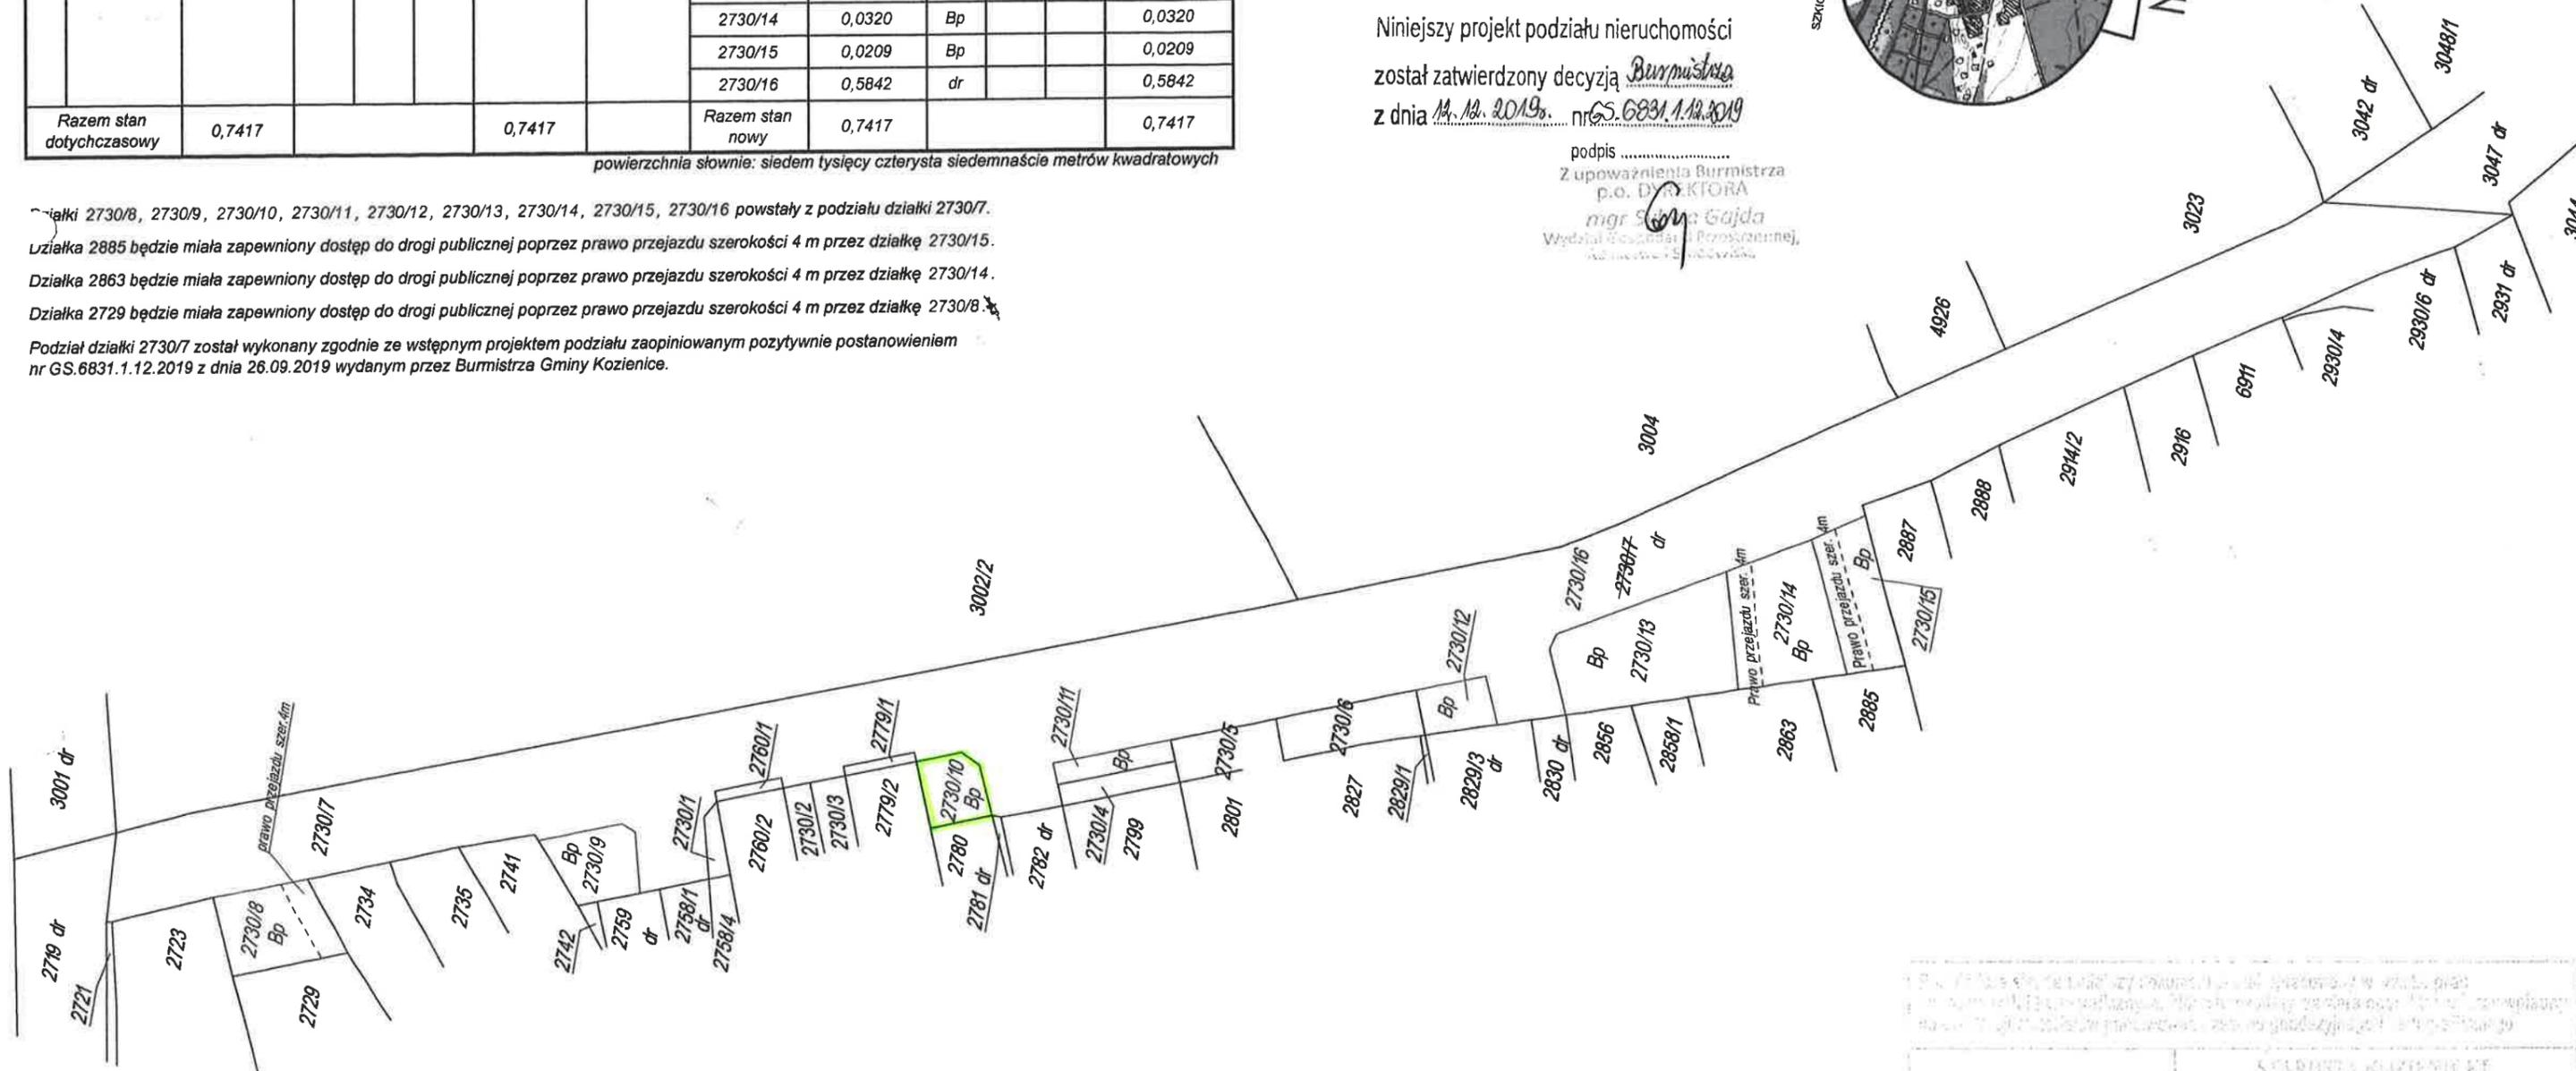 2730/14 0,0320 Bp 0,0320
2730/15 0,0209 Bp 0,0209
2730/16 0,5842 dr 0,5842
Razem stan dotychczasowy 0,7417 0,7417 Razem stan nowy 0,7417 0,7417
powierzchnia słownie: siedem tysięcy czterysta siedemnaście metrów kwadratowych
2730/8, 2730/9, 2730/10, 2730/11, 2730/12, 2730/13, 2730/14, 2730/15, 2730/16 powstały z podziału działki 2730/7.
Działka 2885 będzie miała zapewniony dostęp do drogi publicznej poprzez prawo przejazdu szerokości 4 m przez działkę 2730/15.
Działka 2863 będzie miała zapewniony dostęp do drogi publicznej poprzez prawo przejazdu szerokości 4 m przez działkę 2730/14.
Działka 2729 będzie miała zapewniony dostęp do drogi publicznej poprzez prawo przejazdu szerokości 4 m przez działkę 2730/8.
Podział działki 2730/7 został wykonany zgodnie ze wstępnym projektem podziału zaopiniowanym pozytywnie postanowieniem
nr GS.6831.1.12.2019 z dnia 26.09.2019 wydanym przez Burmistrza Gminy Kozienice.
Niniejszy projekt podziału nieruchomości
został zatwierdzony decyzją Burmistrza
z dnia 12.12.2019r. nr GS.6831.1.12.2019
podpis
Z upoważnienia Burmistrza
p.o. DYREKTORA
mgr Gajda
3048/1
3042 dr
3047 dr
3023
4926
2930/6 dr
2931 dr
2930/4
6911
2916
2914/2
2888
2887
3004
3002/2
2730/16
2730/7
dr
Prawo przejazdu szer. 4m
Prawo przejazdu szer. 4m
Bp
2730/15
2730/14
Bp
2730/13
Bp
2730/12
Bp
2885
2863
2858/1
2856
2830 dr
2829/3
dr
2829/1
2827
2730/6
2730/5
2801
2730/11
Bp
2730/4
2799
2782 dr
2781 dr
2780
2730/10
Bp
2779/1
2779/2
2730/3
2730/2
2760/1
2760/2
2730/1
2758/4
2758/1
dr
2759
dr
2742
2730/9
Bp
2741
2735
2734
2730/7
prawo przejazdu szer.4m
2730/8
Bp
2729
2723
3001 dr
2719 dr
2721